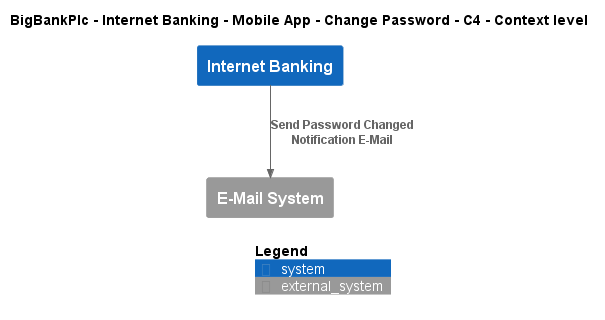 BigBankPlc - Internet Banking - Mobile App - Change Password - C4 - Context level
Internet Banking
Send Password Changed
Notification E-Mail
E-Mail System
Legend
system
external_system